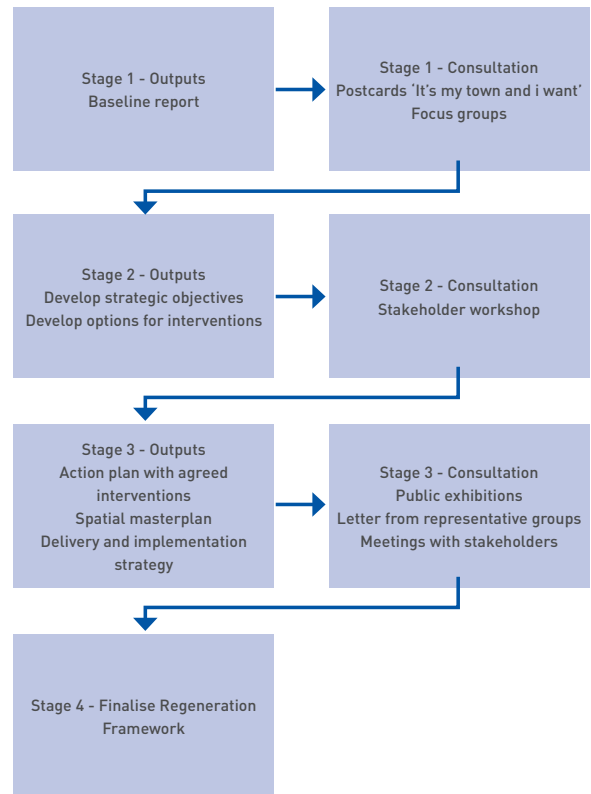 Stage 1 - Outputs
Baseline report
Stage 1 - Consultation
Postcards ‘It’s my town and i want’
Focus groups
Stage 2 - Outputs
Develop strategic objectives
Develop options for interventions
Stage 2 - Consultation
Stakeholder workshop
Stage 3 - Outputs
Action plan with agreed
interventions
Spatial masterplan
Delivery and implementation
strategy
Stage 3 - Consultation
Public exhibitions
Letter from representative groups
Meetings with stakeholders
Stage 4 - Finalise Regeneration
Framework